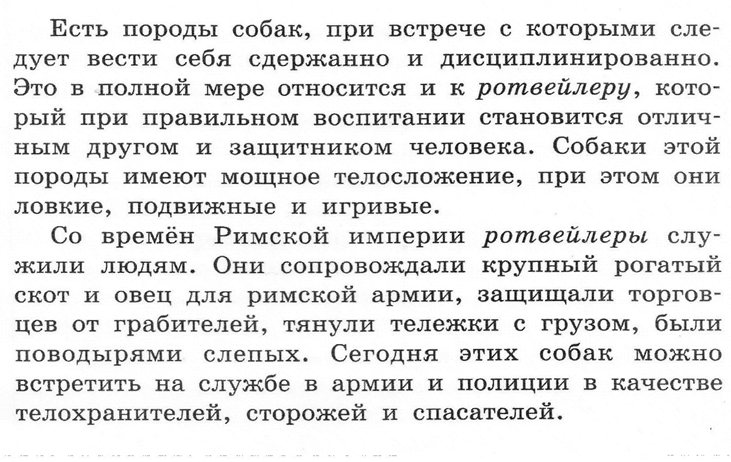 Есть породы собак, при встрече с которыми сле-
дует вести себя сдержанно и дисциплинированно.
Это в полной мере относится и к ротвейлеру, кото-
рый при правильном воспитании становится отлич-
ным другом и защитником человека. Собаки этой
породы имеют мощное телосложение, при этом они
ловкие, подвижные и игривые.
Со времён Римской империи ротвейлеры слу-
жили людям. Они сопровождали крупный рогатый
скот и овец для римской армии, защищали торгов-
цев от грабителей, тянули тележки с грузом, были
поводырями слепых. Сегодня этих собак можно
встретить на службе в армии и полиции в качестве
телохранителей, сторожей и спасателей.